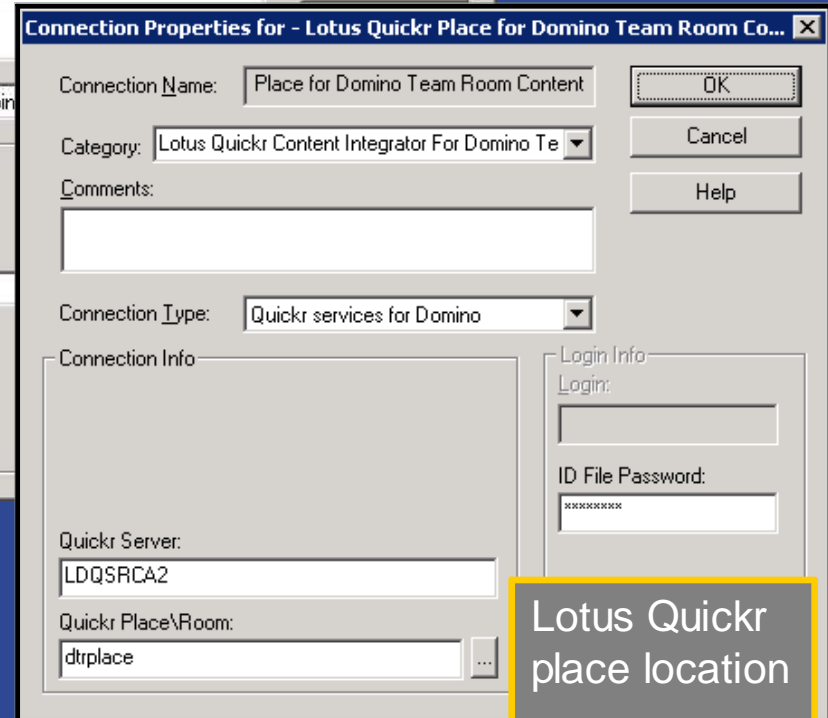 Connection Properties for - Lotus Quickr Place for Domino Team Room Co...
Connection Name: Place for Domino Team Room Content
OK
Category: Lotus Quickr Content Integrator For Domino Te
Cancel
Comments:
Help
Connection Type: Quickr services for Domino
Connection Info
Login Info
Login:
ID File Password:
********
Quickr Server:
LDQSRCA2
Quickr Place\Room:
dtrplace
...
Lotus Quickr
place location